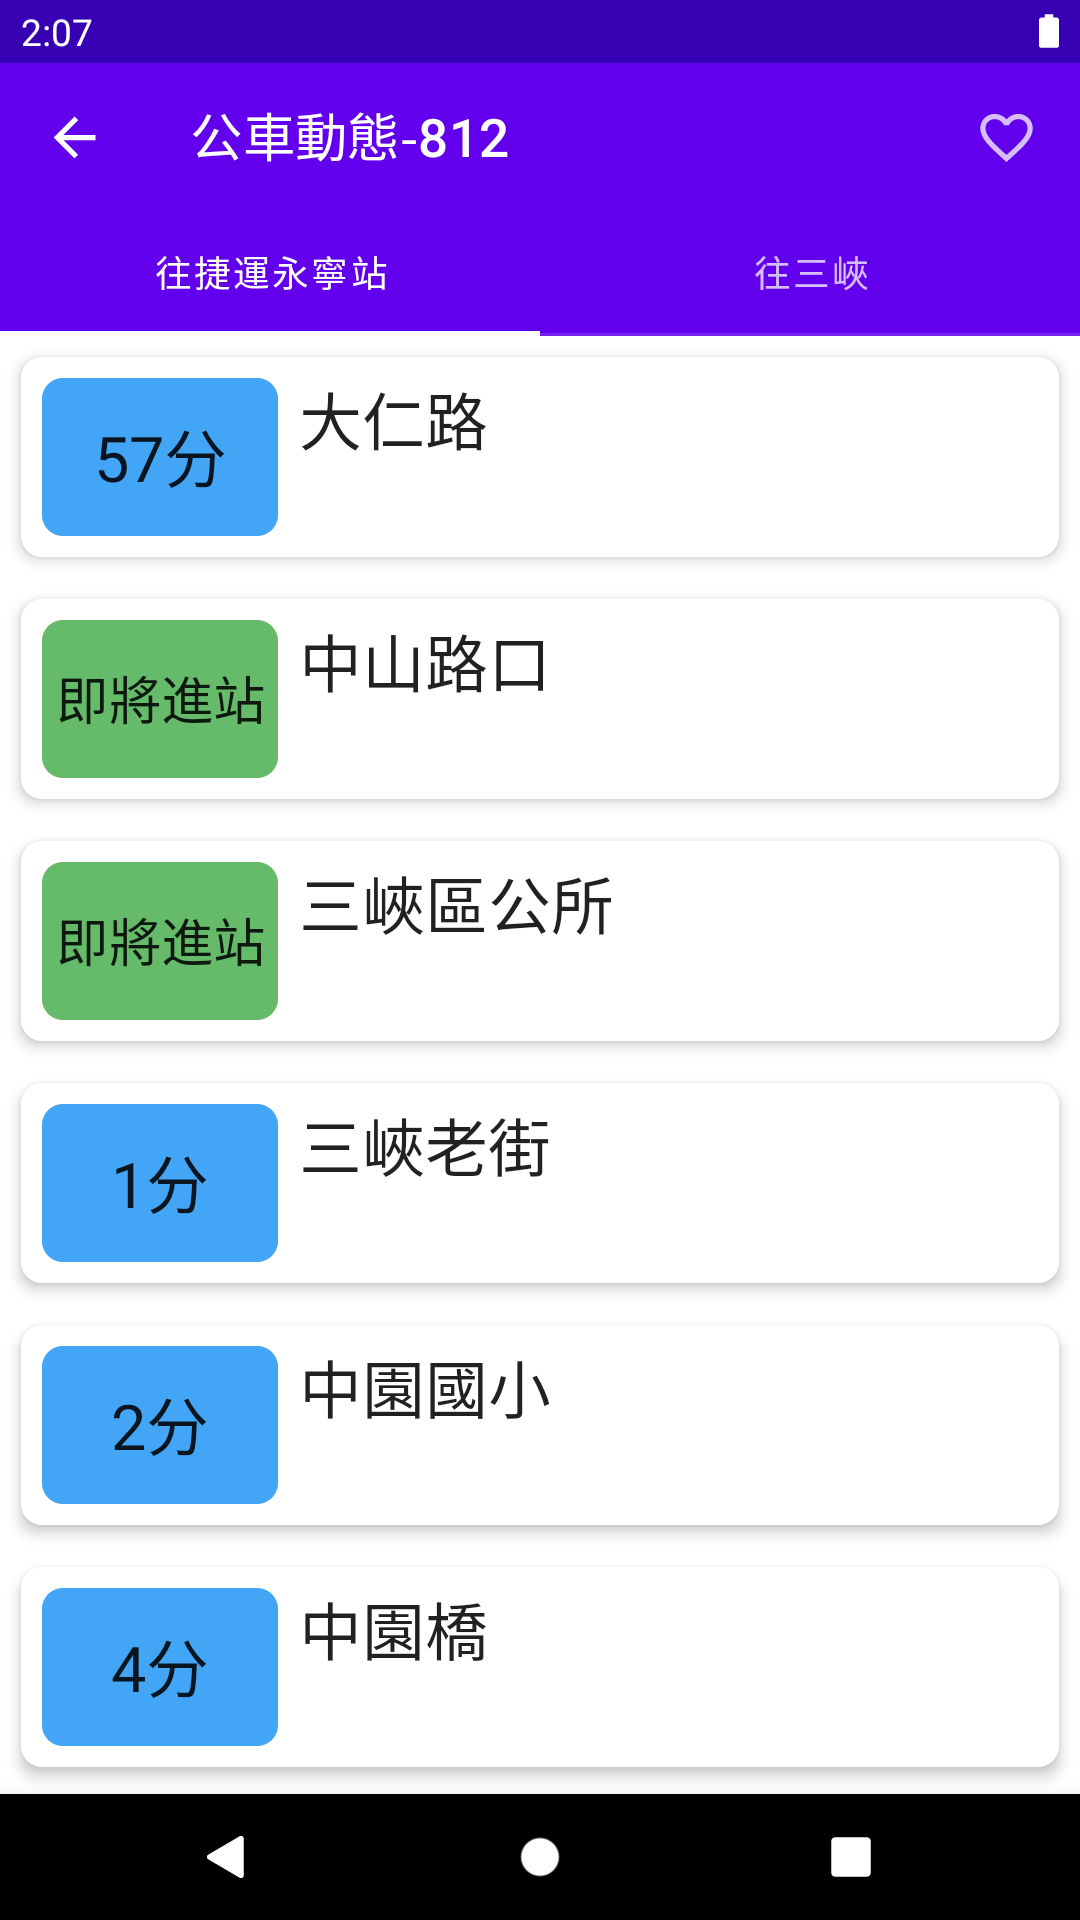 2:07
公車動態-812
往捷運永寧站
往三峽
57分
大仁路
即將進站
中山路口
即將進站
三峽區公所
1分
三峽老街
2分
中園國小
4分
中園橋